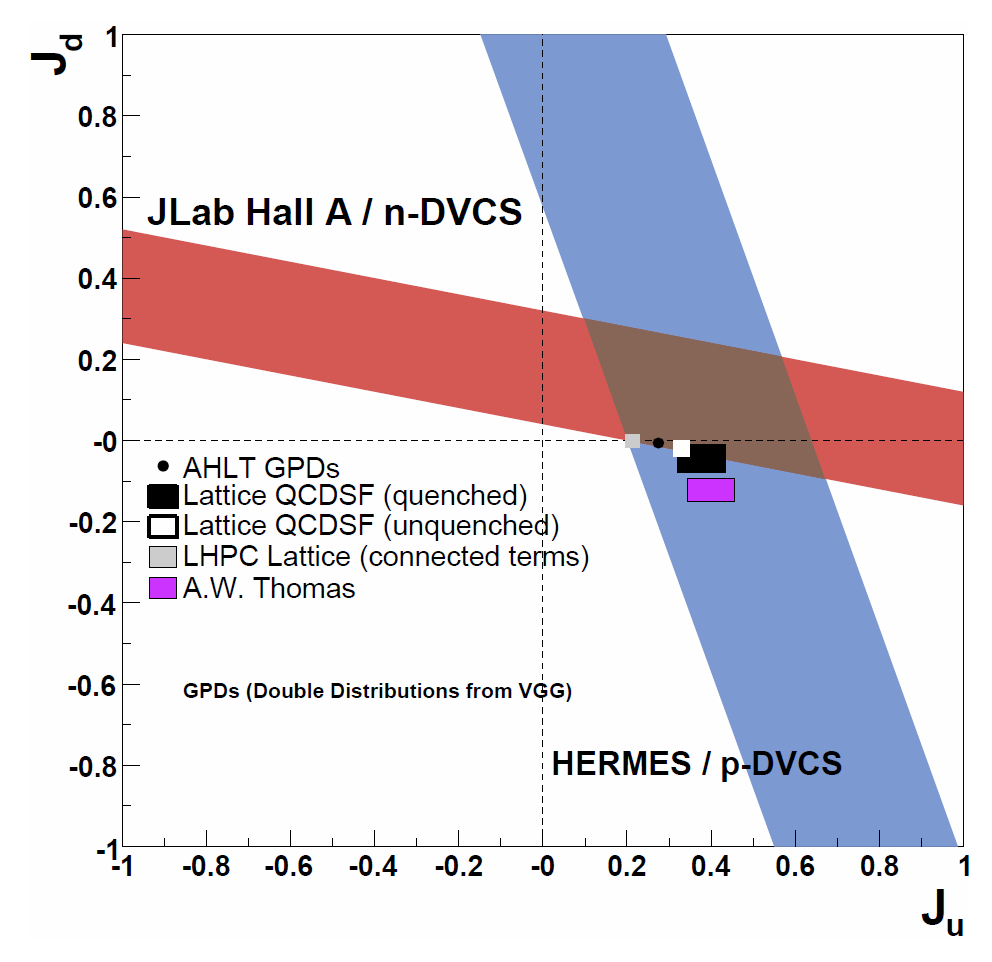 J_d
1
0.8
0.6
JLab Hall A / n-DVCS
0.4
0.2
-0
AHLT GPDs
Lattice QCDSF (quenched)
-0.2
Lattice QCDSF (unquenched)
LHPC Lattice (connected terms)
A.W. Thomas
-0.4
-0.6
GPDs (Double Distributions from VGG)
-0.8
HERMES / p-DVCS
-1
-1 -0.8 -0.6 -0.4 -0.2 -0 0.2 0.4 0.6 0.8 1
J_u